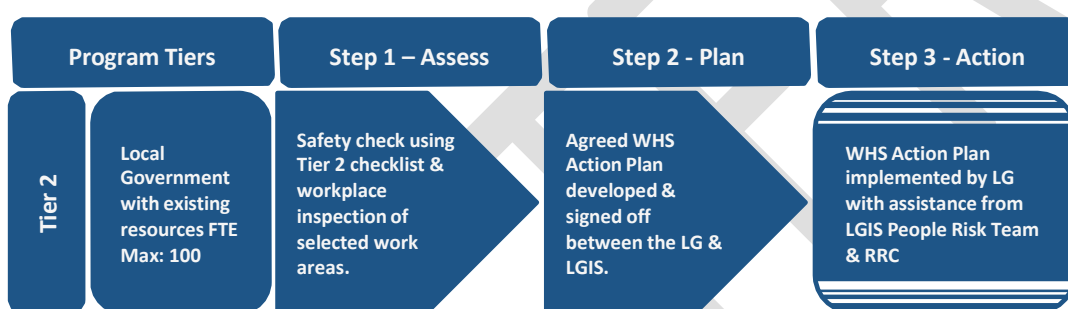 Program Tiers
Step 1 – Assess
Step 2 - Plan
Step 3 - Action
Tier 2
Local
Government
with existing
resources FTE
Max: 100
Safety check using
Tier 2 checklist &
workplace
inspection of
selected work
areas.
Agreed WHS
Action Plan
developed &
signed off
between the LG &
LGIS.
WHS Action Plan
implemented by LG
with assistance from
LGIS People Risk Team
& RRC